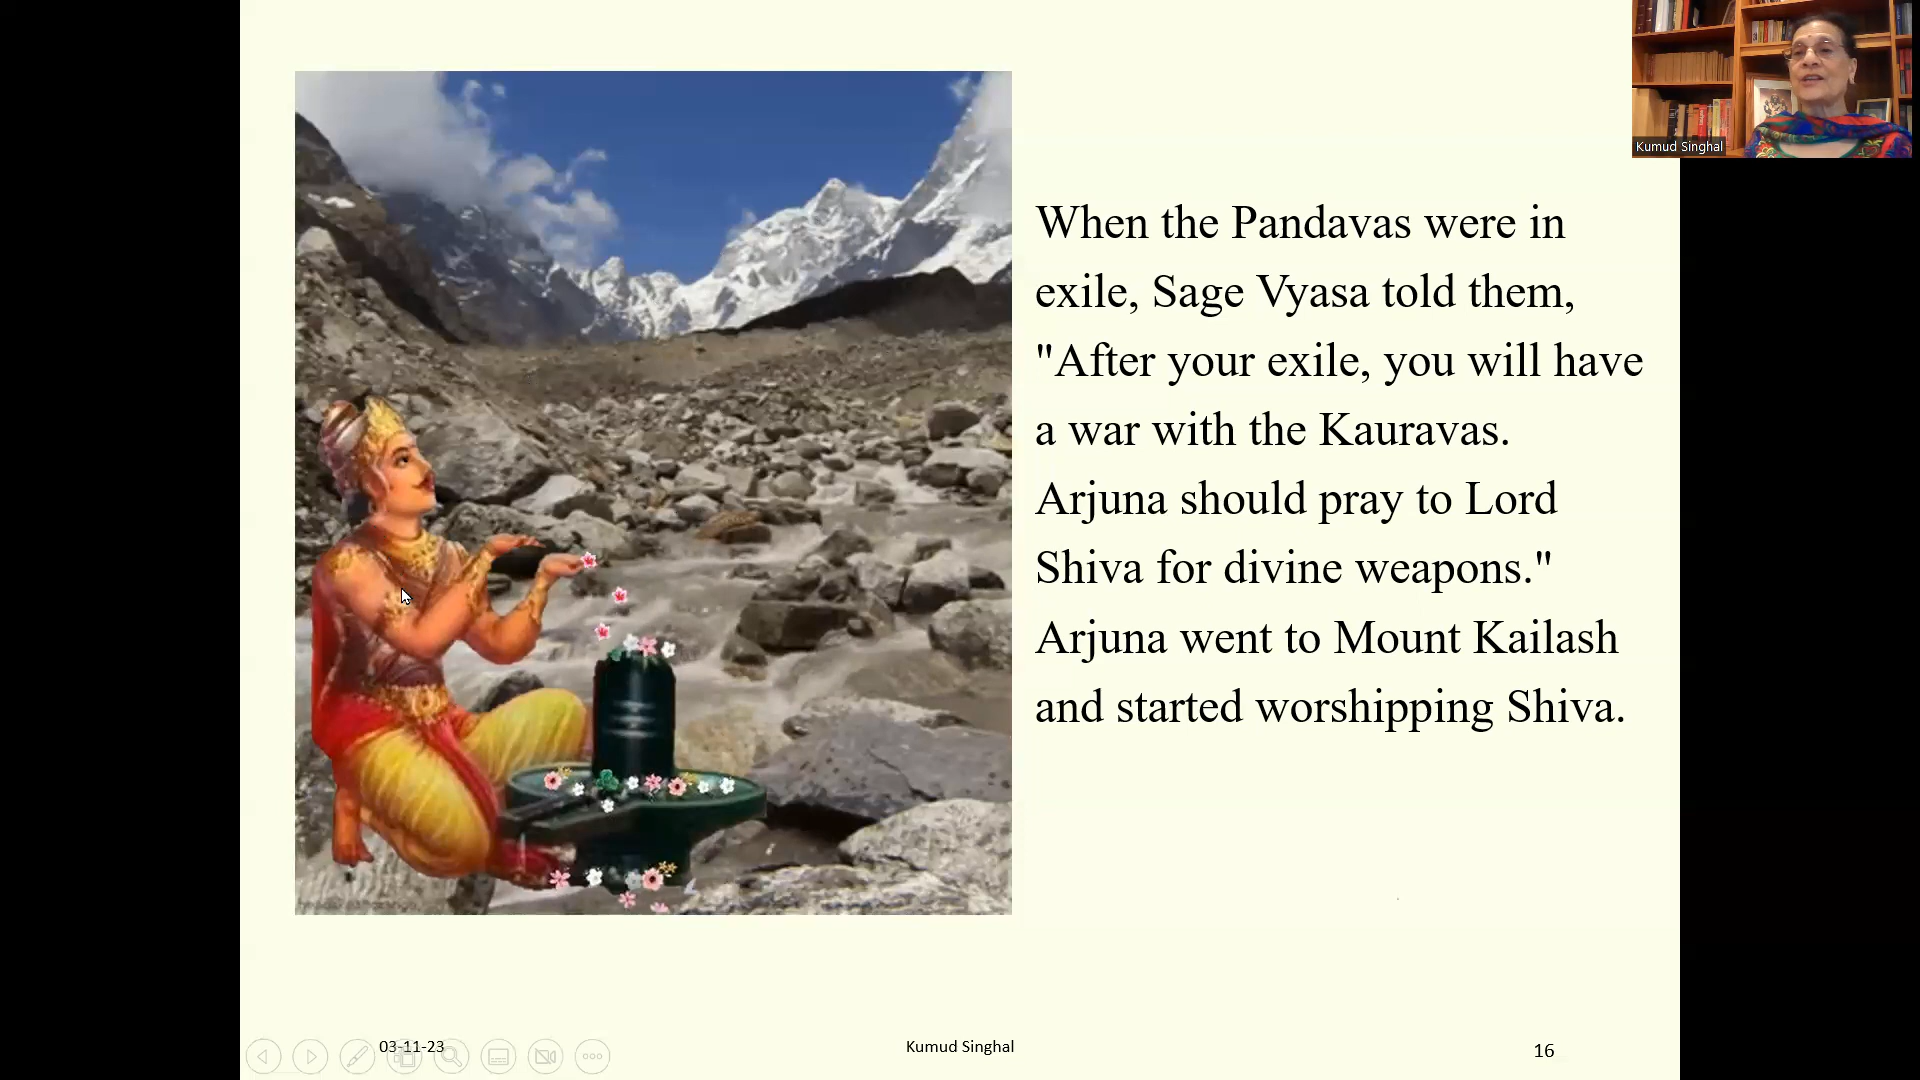 Kumud Singhal
When the Pandavas were in
exile, Sage Vyasa told them,
"After your exile, you will have
a war with the Kauravas.
Arjuna should pray to Lord
Shiva for divine weapons."
Arjuna went to Mount Kailash
and started worshipping Shiva.
03-11-23
Kumud Singhal
16